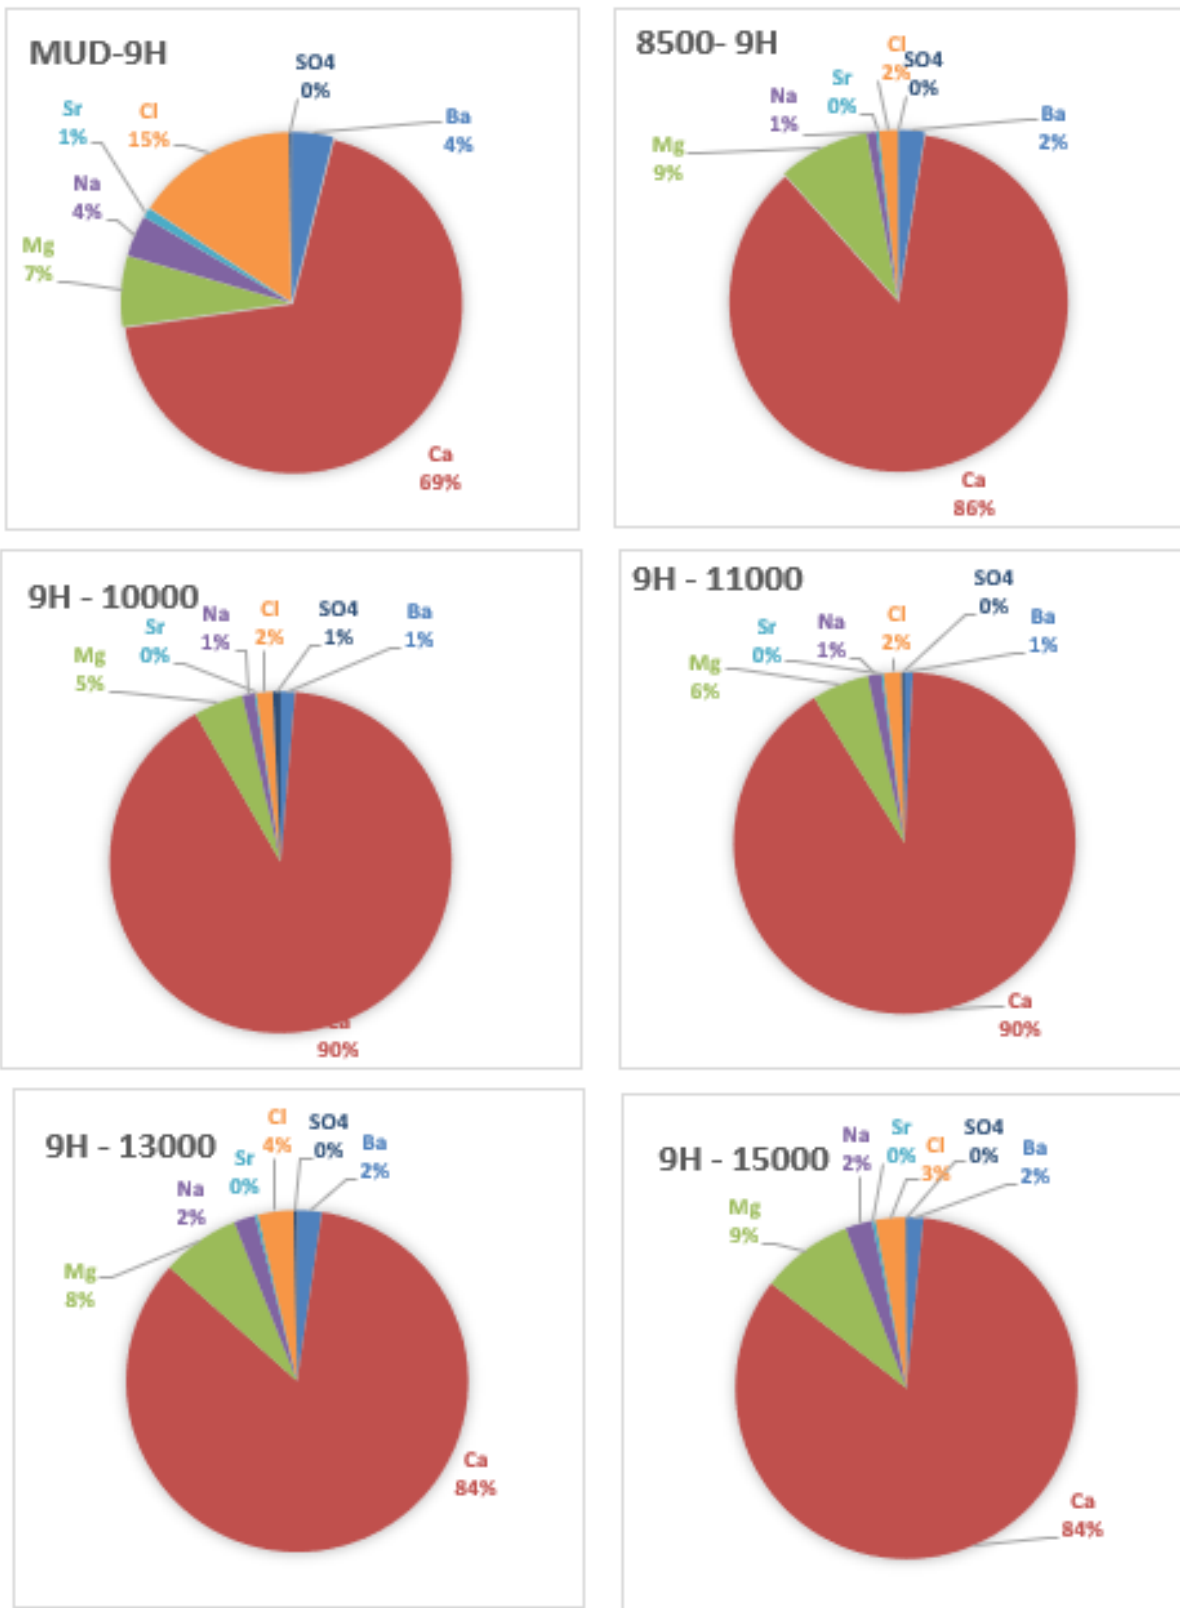 MUD-9H
SO4
0%
Ba
4%
Sr
1%
Cl
15%
Na
4%
Mg
7%
Ca
69%
8500- 9H
Cl
2%
SO4
0%
Sr
0%
Na
1%
Ba
2%
Mg
9%
Ca
86%
9H - 10000
Mg
5%
Sr
0%
Na
1%
Cl
2%
SO4
1%
Ba
1%
90%
9H - 11000
SO4
0%
Mg
6%
Sr
0%
Na
1%
Cl
2%
Ba
1%
Ca
90%
9H - 13000
Cl
4%
SO4
0%
Ba
2%
Sr
0%
Na
2%
Mg
8%
Ca
84%
9H - 15000
Na
2%
Sr
0%
Cl
3%
SO4
0%
Ba
2%
Mg
9%
Ca
84%